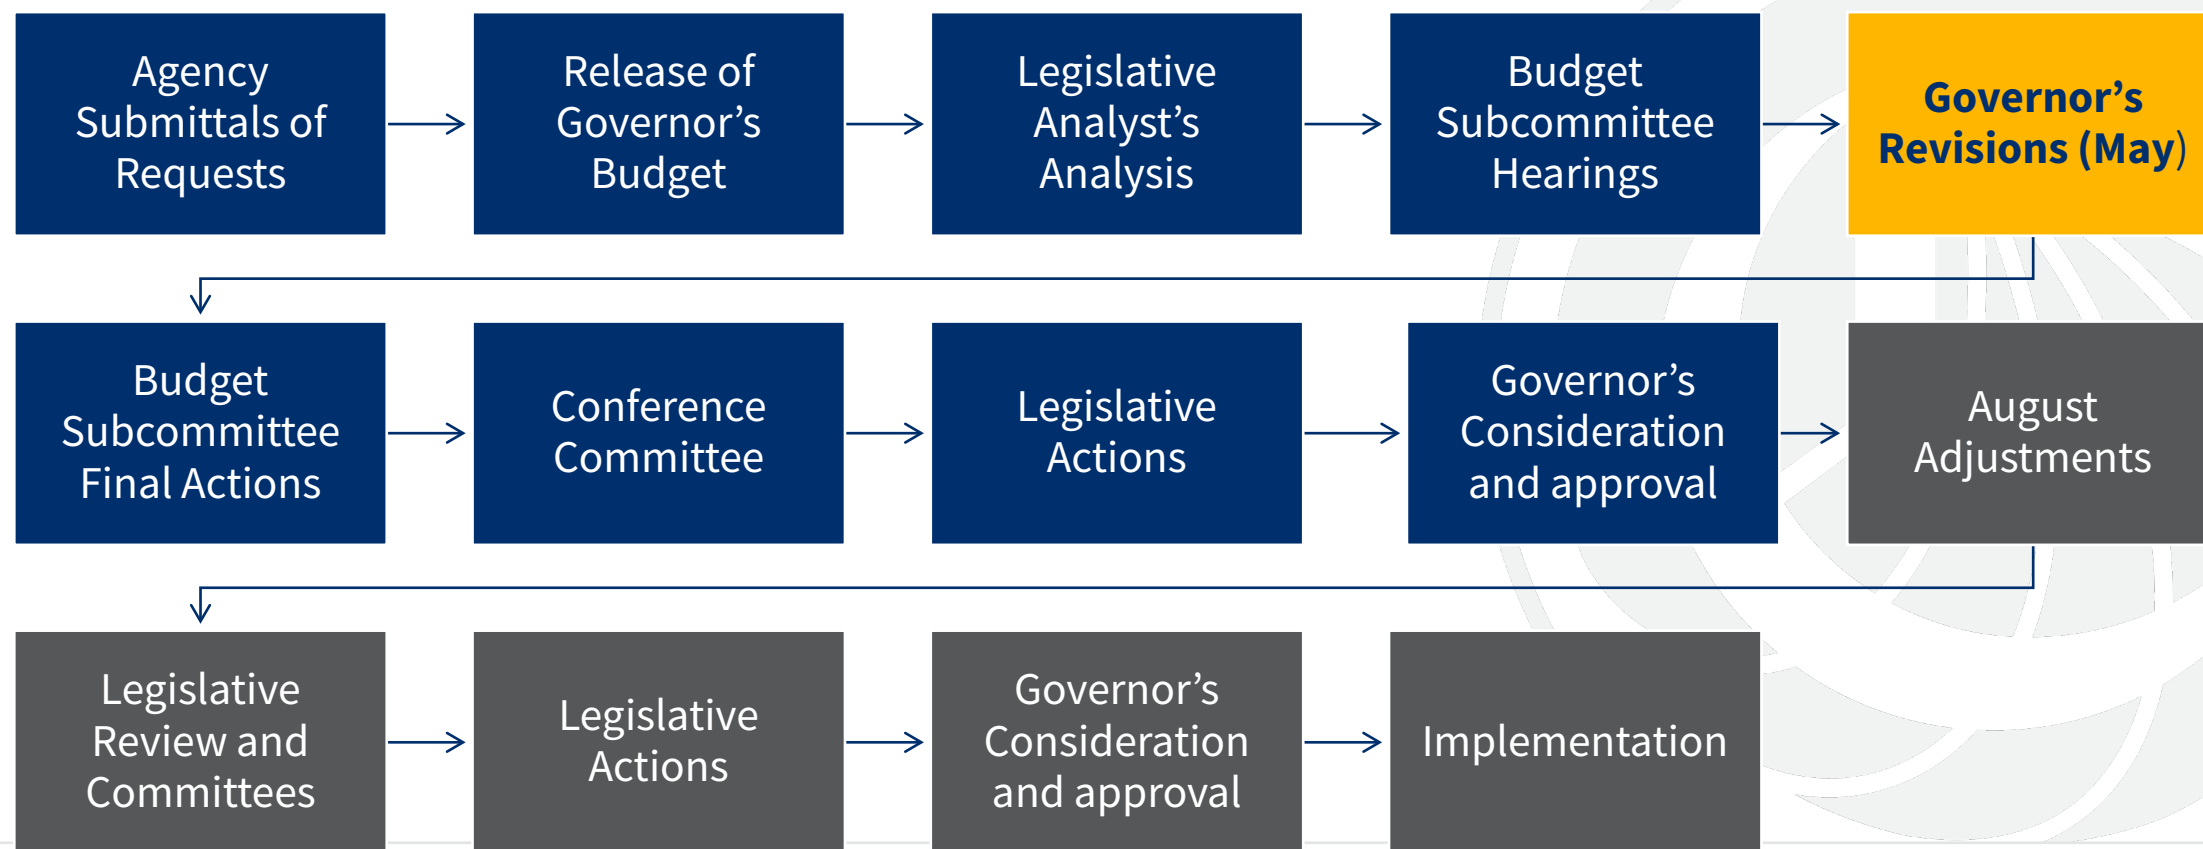 Agency
Submittals of
Requests
Release of
Governor’s
Budget
Legislative
Analyst’s
Analysis
Budget
Subcommittee
Hearings
Governor’s
Revisions (May)
Budget
Subcommittee
Final Actions
Conference
Committee
Legislative
Actions
Governor’s
Consideration
and approval
August
Adjustments
Legislative
Review and
Committees
Legislative
Actions
Governor’s
Consideration
and approval
Implementation